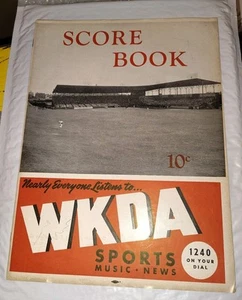 SCORE
BOOK
10¢
Nearly Everyone Listens to...
WKDA
SPORTS
MUSIC • NEWS
1240
ON YOUR
DIAL